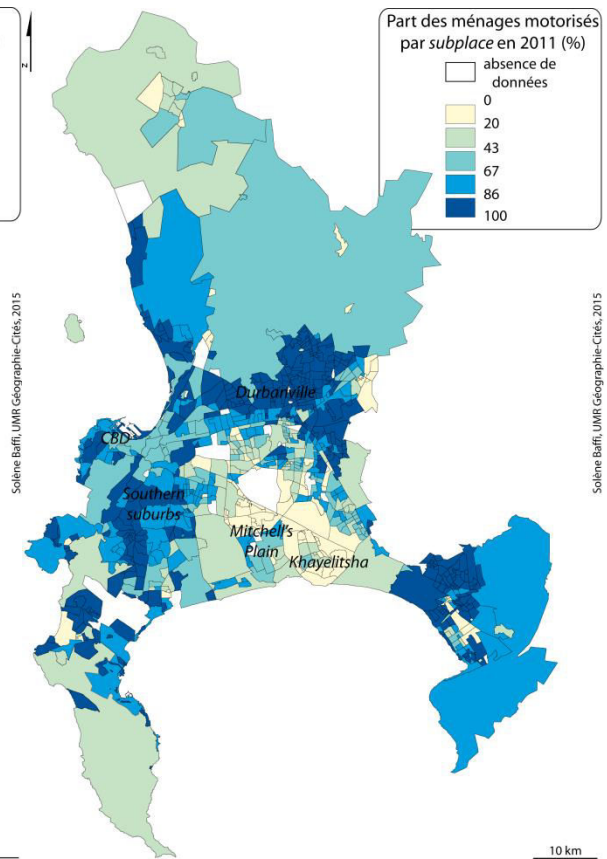 Part des ménages motorisés
par subplace en 2011 (%)
absence de
données
0
20
43
67
86
100
z
Durbanville
CBD
Southern
suburbs
Mitchell's
Plain
Khayelitsha
Solène Baffi, UMR Géographie-Cités, 2015
Solène Baffi, UMR Géographie-Cités, 2015
10 km